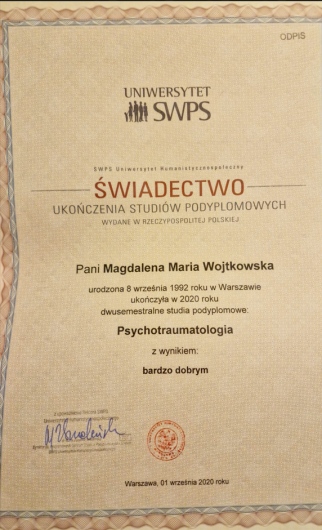 ODPIS
UNIWERSYTET
SWPS
SWPS Uniwersytet Humanistycznospołeczny
ŚWIADECTWO
UKOŃCZENIA STUDIÓW PODYPLOMOWYCH
WYDANE W RZECZYPOSPOLITEJ POLSKIEJ
Pani Magdalena Maria Wojtkowska
urodzona 8 września 1992 roku w Warszawie
ukończyła w 2020 roku
dwusemestralne studia podyplomowe:
Psychotraumatologia
z wynikiem:
bardzo dobrym
Warszawa, 01 września 2020 roku